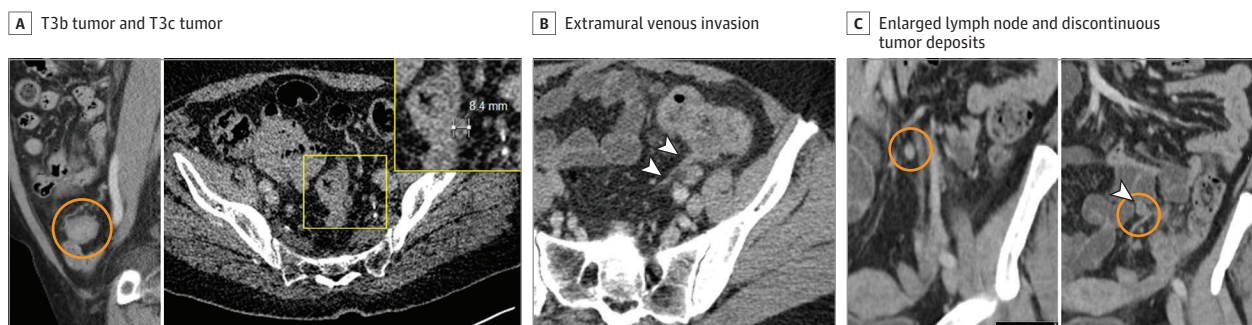 A T3b tumor and T3c tumor
8.4 mm
B Extramural venous invasion
C Enlarged lymph node and discontinuous
tumor deposits